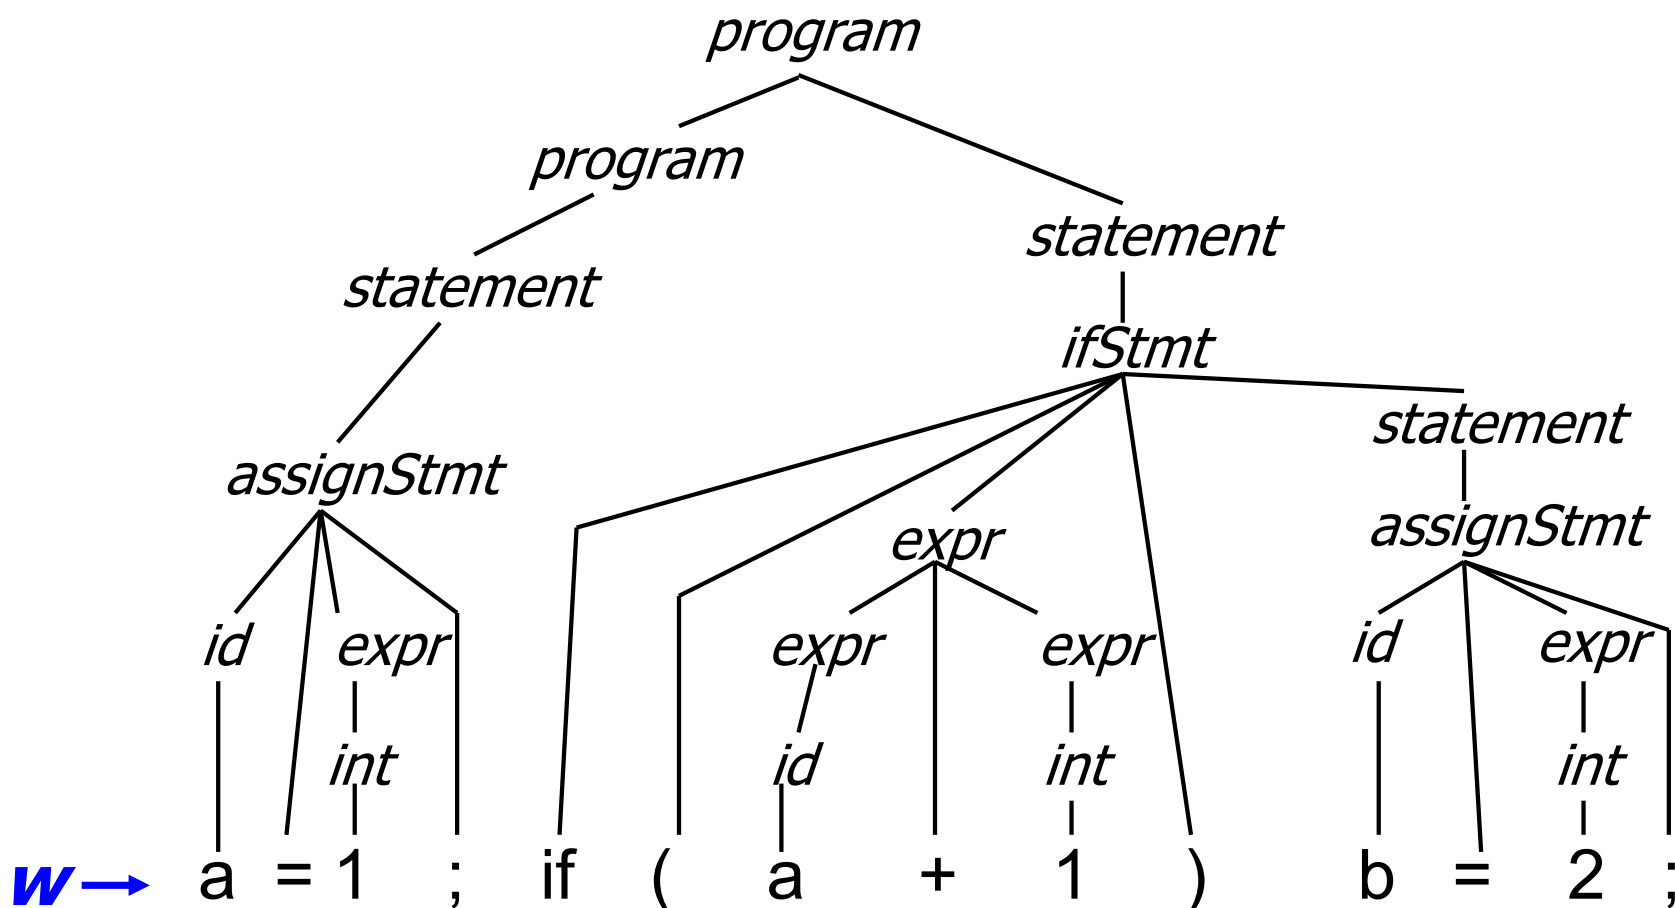 program
program
statement
statement
ifStmt
statement
assignStmt
assignStmt
expr
id expr expr expr id expr
int id int int
w a = 1 ; if ( a + 1 ) b = 2 ;